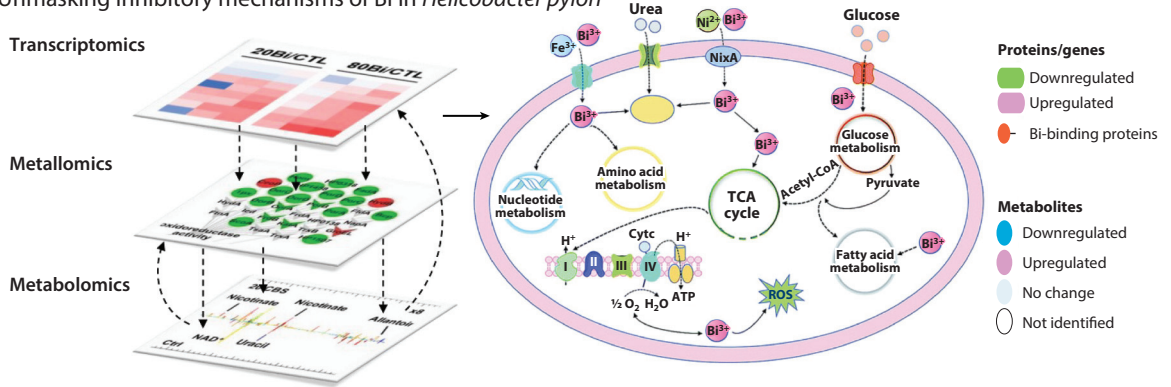 Unmasking inhibitory mechanisms of Bi in Helicobacter pylori
Transcriptomics
20Bi/CTL
80Bi/CTL
Metallomics
oxidoreductase
activity
Metabolomics
20CBS
Nicotinate
Nicotinate
x8
Allantoin
NAD+
Uracil
Ctrl
Fe3+
Bi3+
Urea
Ni2+
Bi3+
NixA
Glucose
Bi3+
Bi3+
Bi3+
Bi3+
Glucose
metabolism
Acetyl-CoA
Pyruvate
Nucleotide
metabolism
Amino acid
metabolism
TCA
cycle
Fatty acid
metabolism
Bi3+
H+
Cytc
H+
I
II
III
IV
½ O2
H2O
ATP
Bi3+
ROS
Proteins/genes
Downregulated
Upregulated
Bi-binding proteins
Metabolites
Downregulated
Upregulated
No change
Not identified